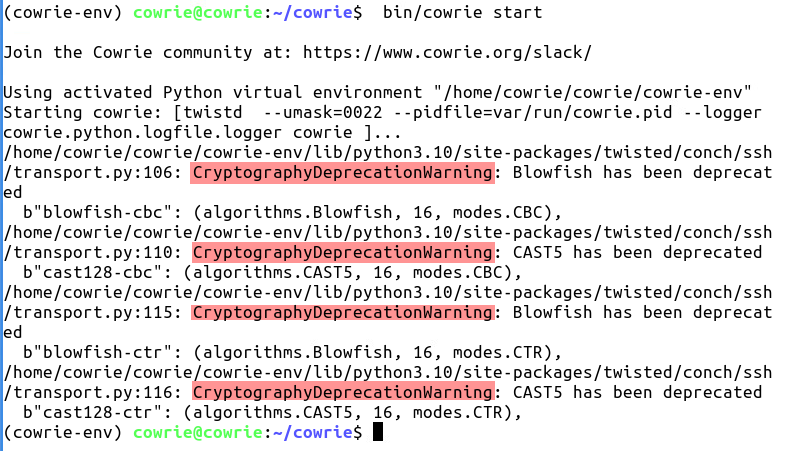 (cowrie-env) cowrie@cowrie:~/cowrie$  bin/cowrie start
Join the Cowrie community at: https://www.cowrie.org/slack/
Using activated Python virtual environment "/home/cowrie/cowrie/cowrie-env"
Starting cowrie: [twistd  --umask=0022 --pidfile=var/run/cowrie.pid --logger
cowrie.python.logfile.logger cowrie ]...
/home/cowrie/cowrie/cowrie-env/lib/python3.10/site-packages/twisted/conch/ssh
/transport.py:106: CryptographyDeprecationWarning: Blowfish has been deprecat
ed
  b"blowfish-cbc": (algorithms.Blowfish, 16, modes.CBC),
/home/cowrie/cowrie/cowrie-env/lib/python3.10/site-packages/twisted/conch/ssh
/transport.py:110: CryptographyDeprecationWarning: CAST5 has been deprecated
  b"cast128-cbc": (algorithms.CAST5, 16, modes.CBC),
/home/cowrie/cowrie/cowrie-env/lib/python3.10/site-packages/twisted/conch/ssh
/transport.py:115: CryptographyDeprecationWarning: Blowfish has been deprecat
ed
  b"blowfish-ctr": (algorithms.Blowfish, 16, modes.CTR),
/home/cowrie/cowrie/cowrie-env/lib/python3.10/site-packages/twisted/conch/ssh
/transport.py:116: CryptographyDeprecationWarning: CAST5 has been deprecated
  b"cast128-ctr": (algorithms.CAST5, 16, modes.CTR),
(cowrie-env) cowrie@cowrie:~/cowrie$